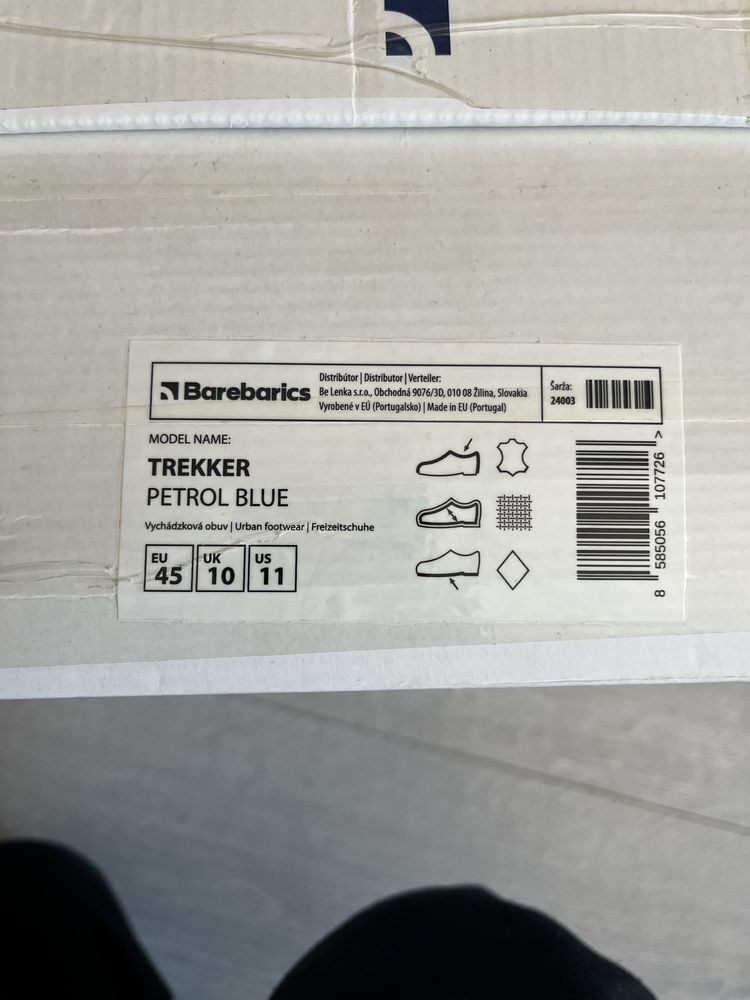 Barebarics
Distribútor | Distributor | Verteiler:
Be Lenka s.r.o., Obchodná 9076/3D, 010 08 Žilina, Slovakia
Vyrobené v EÚ (Portugalsko) | Made in EU (Portugal)
Šarža:
24003
MODEL NAME:
TREKKER
PETROL BLUE
Vychádzková obuv | Urban footwear | Freizeitschuhe
EU 45
UK 10
US 11
8 585056 107726 >